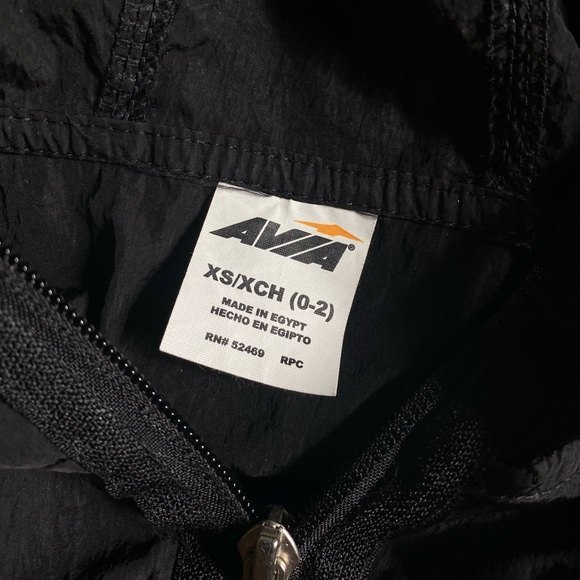 AVIA®
XS/XCH (0-2)
MADE IN EGYPT
HECHO EN EGIPTO
RN# 52469 RPC